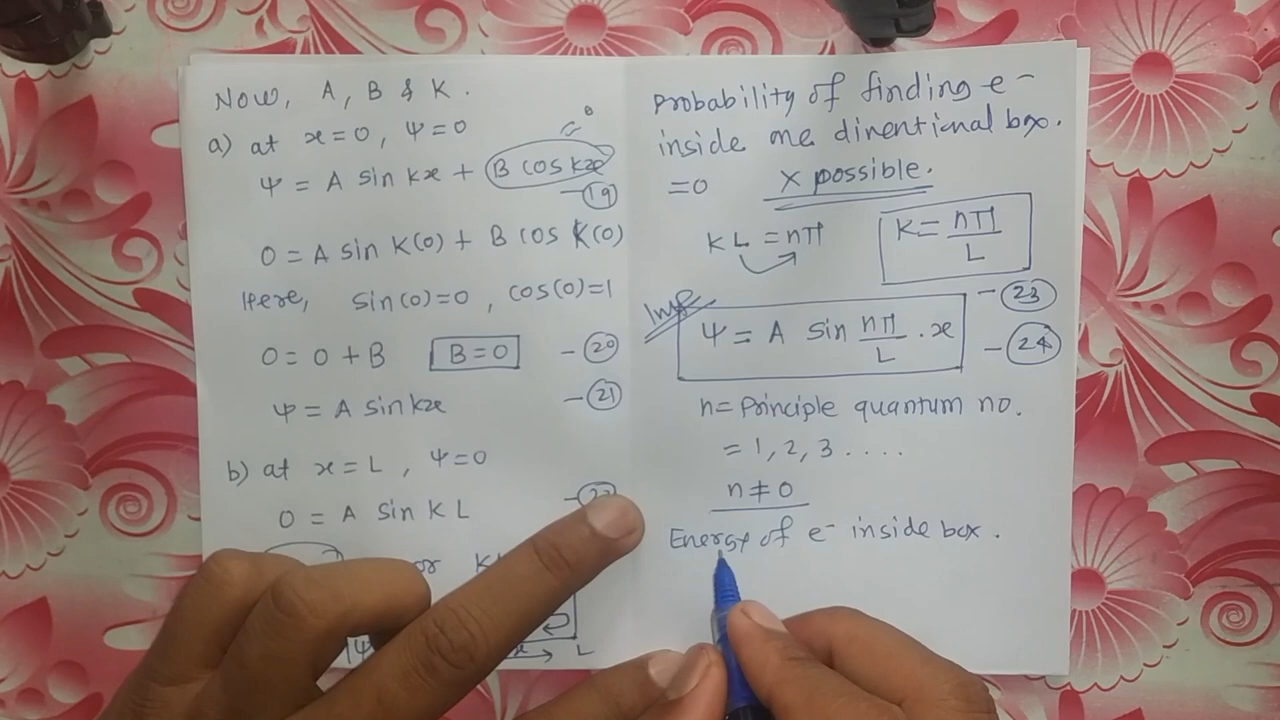 Now, A, B & K.
a) at x=0, Ψ=0
Ψ = A sin kx + B cos kx
0
-(19)
0 = A sin K(0) + B cos K(0)
Here, sin(0)=0, cos(0)=1
0 = 0 + B B=0 -(20)
Ψ = A sin kx -(21)
b) at x=L, Ψ=0
0 = A sin K L
or
L
Probability of finding e-
inside one dimentional box.
=0 X possible.
KL = nπ K = nπ/L
-(23)
Imp
Ψ = A sin nπ/L . x -(24)
n= Principle quantum no.
= 1, 2, 3 ....
n ≠ 0
Energy of e- inside box.